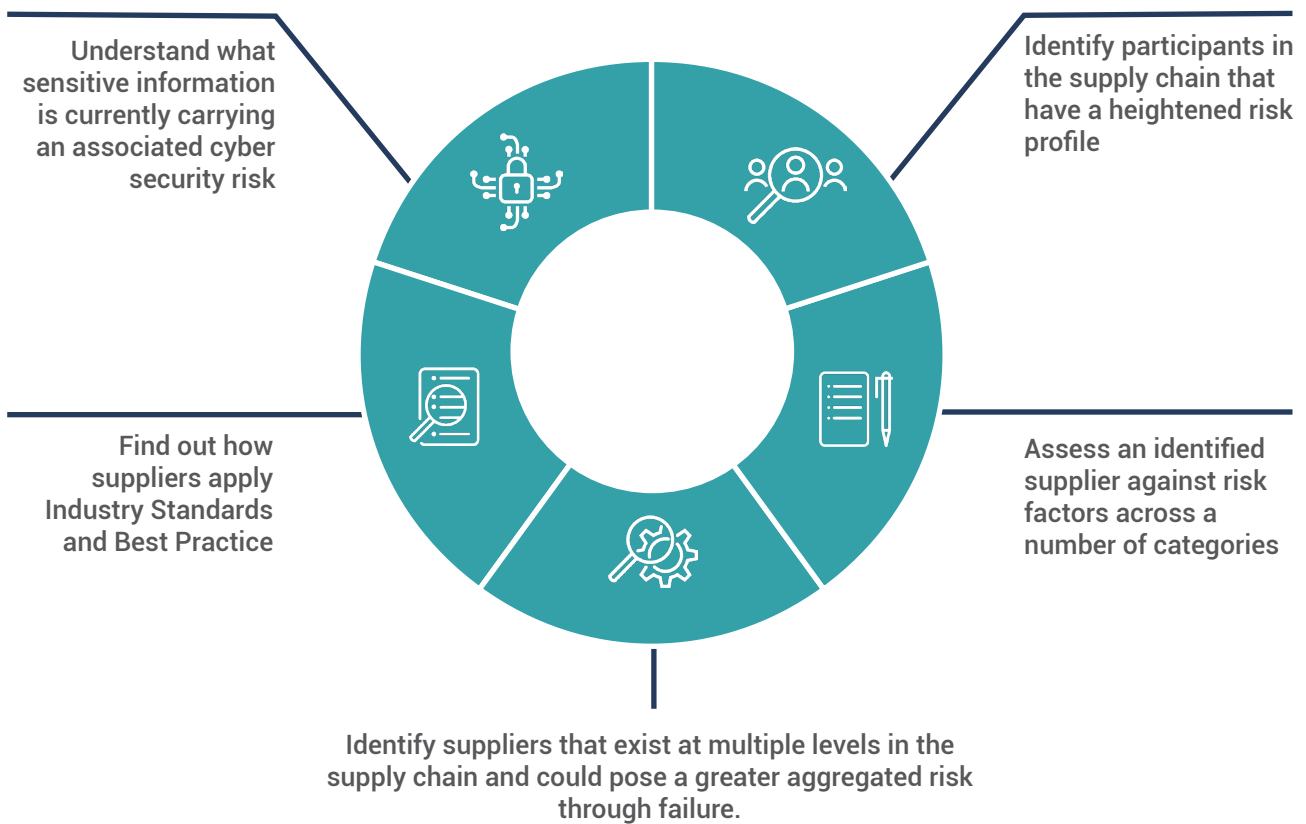 Understand what
sensitive information
is currently carrying
an associated cyber
security risk
Identify participants in
the supply chain that
have a heightened risk
profile
Find out how
suppliers apply
Industry Standards
and Best Practice
Assess an identified
supplier against risk
factors across a
number of categories
Identify suppliers that exist at multiple levels in the
supply chain and could pose a greater aggregated risk
through failure.